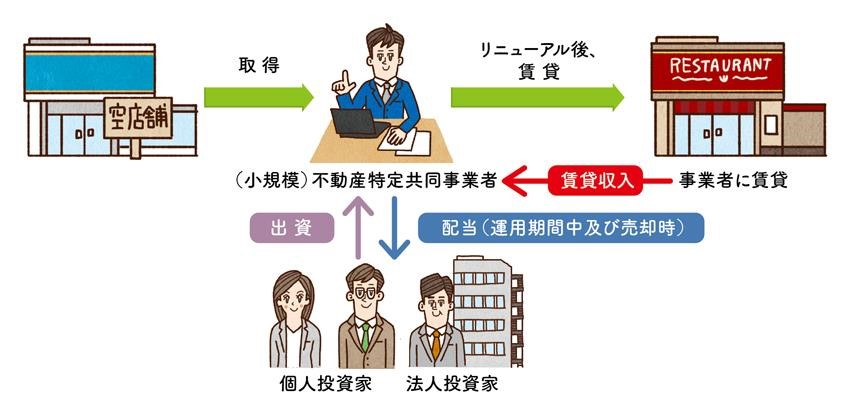 空店舗
取得
リニューアル後、
賃貸
RESTAURANT
(小規模)不動産特定共同事業者
賃貸収入
事業者に賃貸
出資
配当(運用期間中及び売却時)
個人投資家
法人投資家